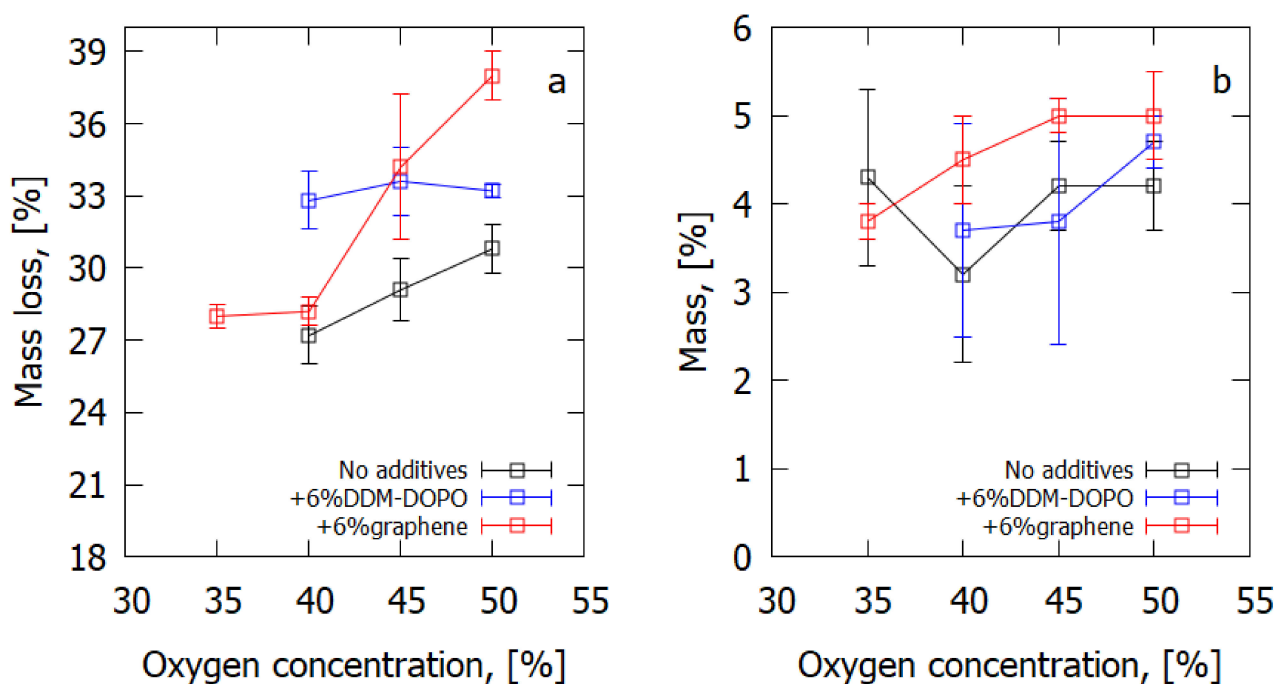 a
Mass loss, [%]
39
36
33
30
27
24
21
18
No additives
+6%DDM-DOPO
+6%graphene
30 35 40 45 50 55
Oxygen concentration, [%]
b
Mass, [%]
6
5
4
3
2
1
0
No additives
+6%DDM-DOPO
+6%graphene
30 35 40 45 50 55
Oxygen concentration, [%]